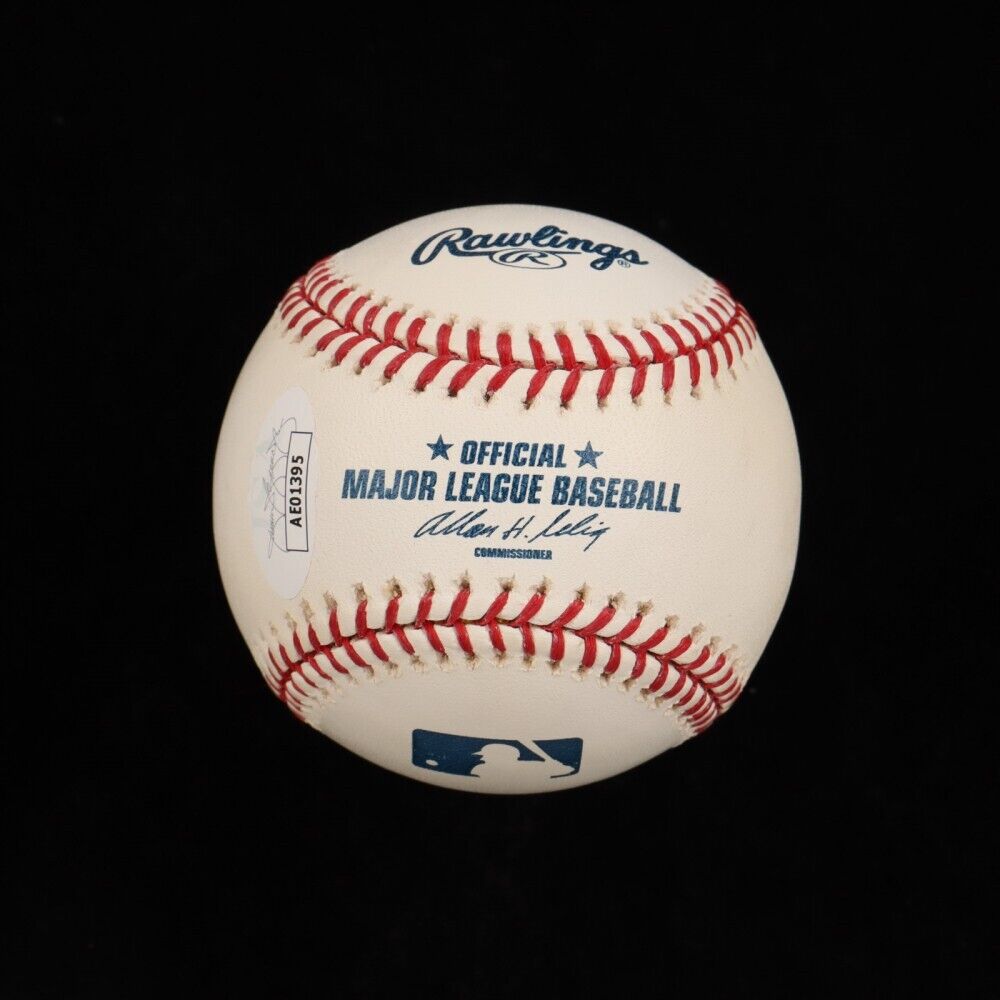 Rawlings
R
®
★ OFFICIAL ★
MAJOR LEAGUE BASEBALL
Allan H. Selig
COMMISSIONER
AE01395